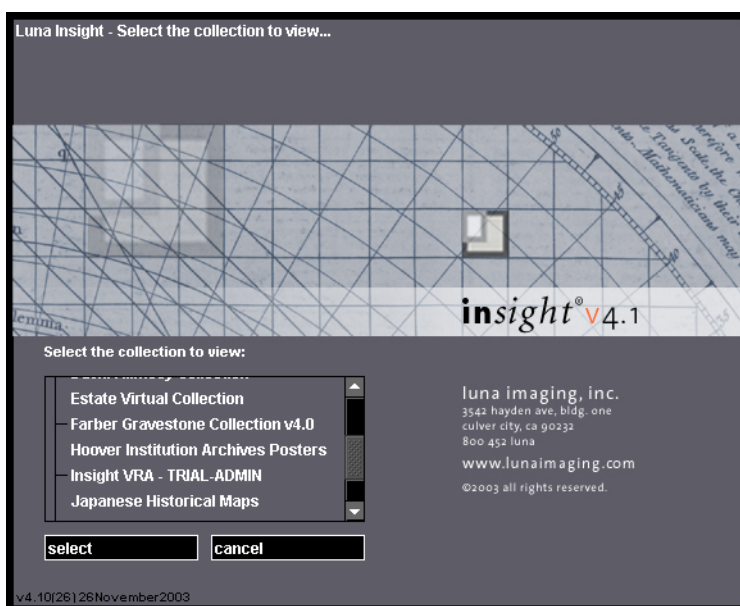 Luna Insight - Select the collection to view...
insight® v4.1
Select the collection to view:
Estate Virtual Collection
Farber Gravestone Collection v4.0
Hoover Institution Archives Posters
Insight VRA - TRIAL-ADMIN
Japanese Historical Maps
select
cancel
luna imaging, inc.
3542 hayden ave, bldg. one
culver city, ca 90232
800 452 luna
www.lunaimaging.com
©2003 all rights reserved.
v4.10[26] 26November2003